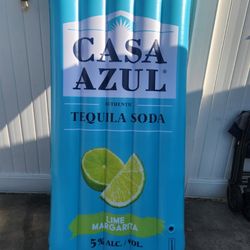 CASA
AZUL®
AUTHENTIC
TEQUILA SODA
LIME
MARGARITA
5% ALC. / VOL.